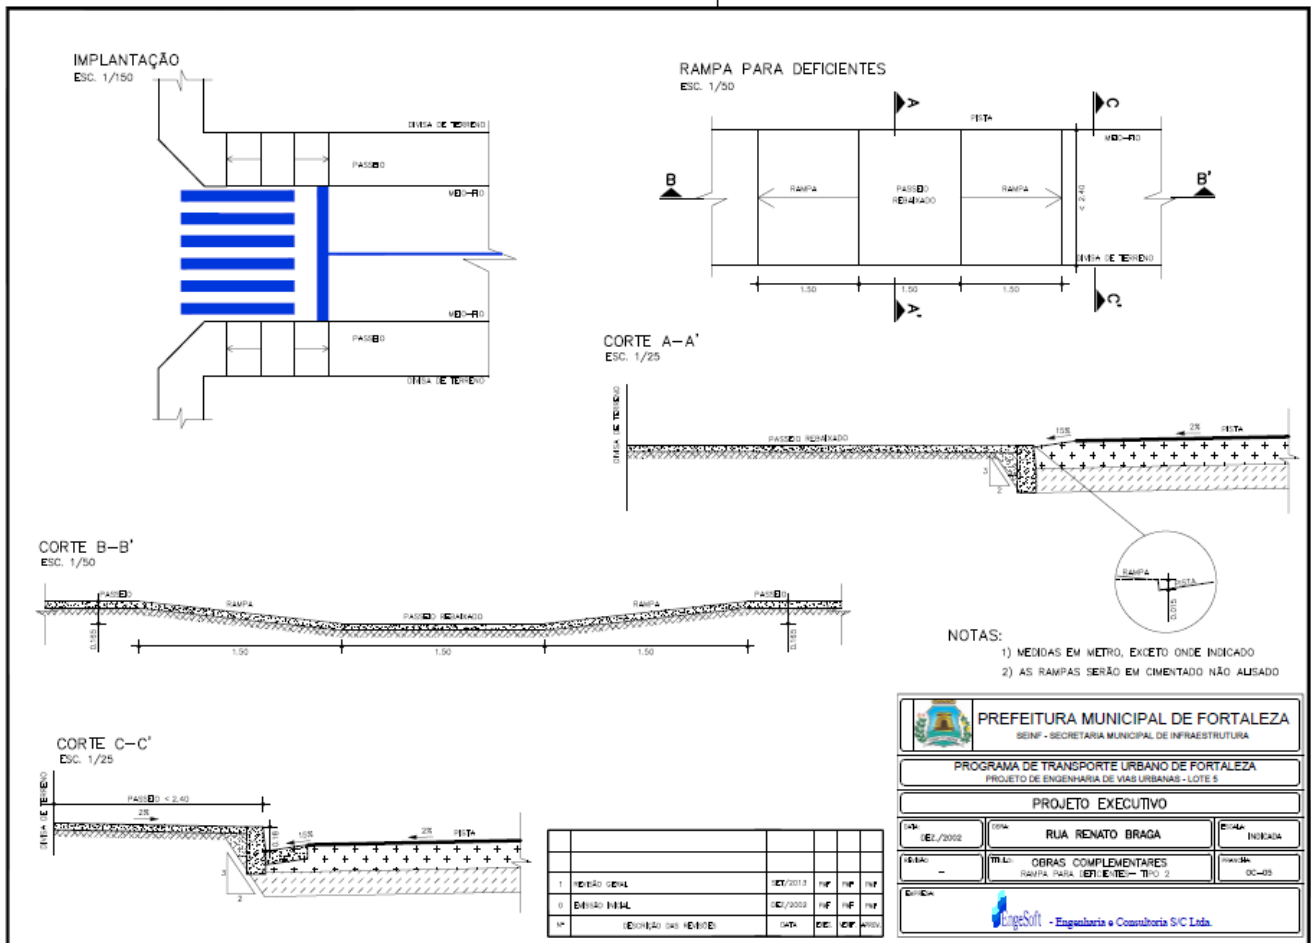 IMPLANTAÇÃO
ESC. 1/150
DIVISA DE TERRENO
PASSEIO
MEIO-FIO
MEIO-FIO
PASSEIO
DIVISA DE TERRENO
RAMPA PARA DEFICIENTES
ESC. 1/50
A
C
PISTA
MEIO-FIO
B
RAMPA
PASSEIO
REBAIXADO
RAMPA
< 2.40
B'
DIVISA DE TERRENO
1.50
1.50
1.50
A'
C'
CORTE A-A'
ESC. 1/25
DIVISA DE TERRENO
PASSEIO REBAIXADO
15%
2%
PISTA
3
2
RAMPA
PISTA
0.015
CORTE B-B'
ESC. 1/50
PASSEIO
RAMPA
PASSEIO REBAIXADO
RAMPA
PASSEIO
0.165
1.50
1.50
1.50
0.165
NOTAS:
1) MEDIDAS EM METRO, EXCETO ONDE INDICADO
2) AS RAMPAS SERÃO EM CIMENTADO NÃO ALISADO
CORTE C-C'
ESC. 1/25
DIVISA DE TERRENO
PASSEIO < 2.40
2%
0.18
15%
2%
PISTA
3
2
1 REVISÃO GERAL SET/2013 PMF PMF PMF
0 EMISSÃO INICIAL DEZ/2002 PMF PMF PMF
Nº DESCRIÇÃO DAS REVISÕES DATA EXEC. VERIF. APROV.
PREFEITURA MUNICIPAL DE FORTALEZA
SEINF - SECRETARIA MUNICIPAL DE INFRAESTRUTURA
PROGRAMA DE TRANSPORTE URBANO DE FORTALEZA
PROJETO DE ENGENHARIA DE VIAS URBANAS - LOTE 5
PROJETO EXECUTIVO
DATA: DEZ./2002
OBRA: RUA RENATO BRAGA
ESCALA: INDICADA
REVISÃO: -
TÍTULO: OBRAS COMPLEMENTARES
RAMPA PARA DEFICIENTES- TIPO 2
PRANCHA: OC-05
EMPRESA:
EngeSoft - Engenharia e Consultoria S/C Ltda.